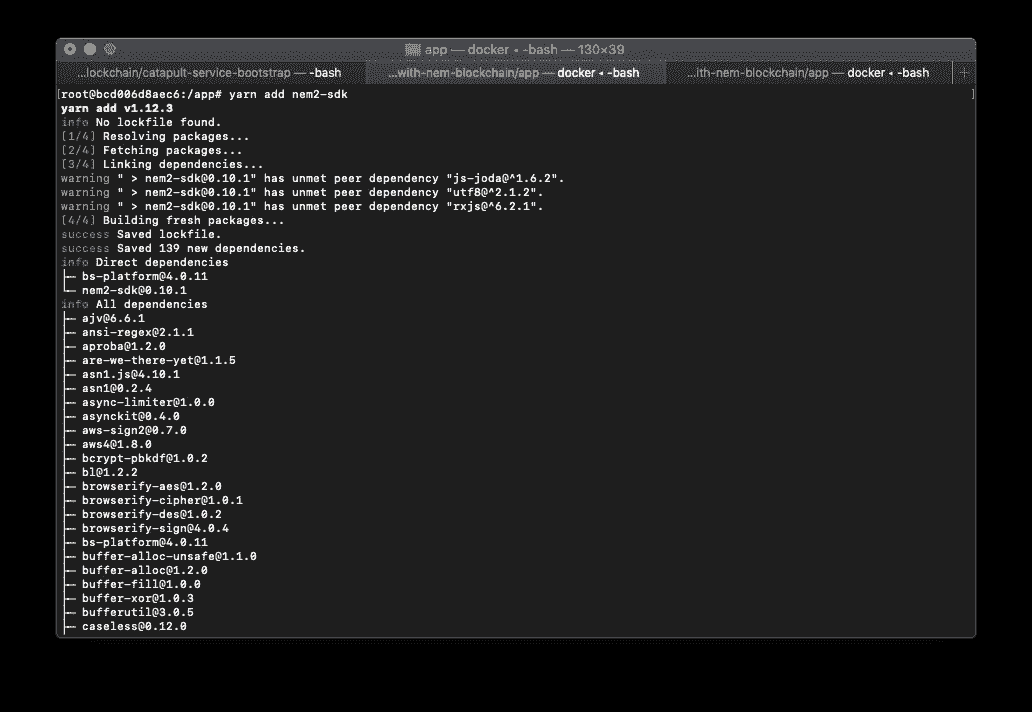 app — docker ◂ -bash — 130×39
...lockchain/catapult-service-bootstrap — -bash
...with-nem-blockchain/app — docker ◂ -bash
...ith-nem-blockchain/app — docker ◂ -bash
+
[root@bcd006d8aec6:/app# yarn add nem2-sdk ]
yarn add v1.12.3
info No lockfile found.
[1/4] Resolving packages...
[2/4] Fetching packages...
[3/4] Linking dependencies...
warning " > nem2-sdk@0.10.1" has unmet peer dependency "js-joda@^1.6.2".
warning " > nem2-sdk@0.10.1" has unmet peer dependency "utf8@^2.1.2".
warning " > nem2-sdk@0.10.1" has unmet peer dependency "rxjs@^6.2.1".
[4/4] Building fresh packages...
success Saved lockfile.
success Saved 139 new dependencies.
info Direct dependencies
├─ bs-platform@4.0.11
└─ nem2-sdk@0.10.1
info All dependencies
├─ ajv@6.6.1
├─ ansi-regex@2.1.1
├─ aproba@1.2.0
├─ are-we-there-yet@1.1.5
├─ asn1.js@4.10.1
├─ asn1@0.2.4
├─ async-limiter@1.0.0
├─ asynckit@0.4.0
├─ aws-sign2@0.7.0
├─ aws4@1.8.0
├─ bcrypt-pbkdf@1.0.2
├─ bl@1.2.2
├─ browserify-aes@1.2.0
├─ browserify-cipher@1.0.1
├─ browserify-des@1.0.2
├─ browserify-sign@4.0.4
├─ bs-platform@4.0.11
├─ buffer-alloc-unsafe@1.1.0
├─ buffer-alloc@1.2.0
├─ buffer-fill@1.0.0
├─ buffer-xor@1.0.3
├─ bufferutil@3.0.5
├─ caseless@0.12.0